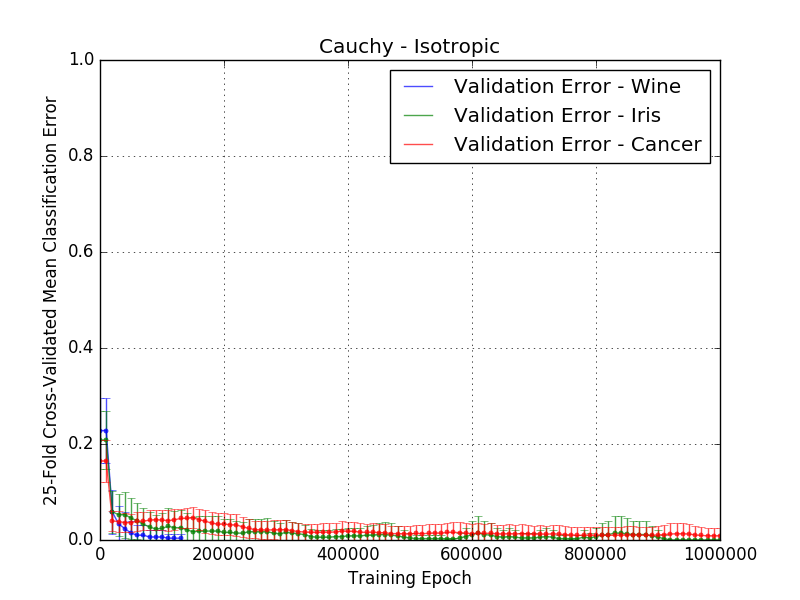 Cauchy - Isotropic
Validation Error - Wine
Validation Error - Iris
Validation Error - Cancer
25-Fold Cross-Validated Mean Classification Error
1.0
0.8
0.6
0.4
0.2
0.0
0 200000 400000 600000 800000 1000000
Training Epoch